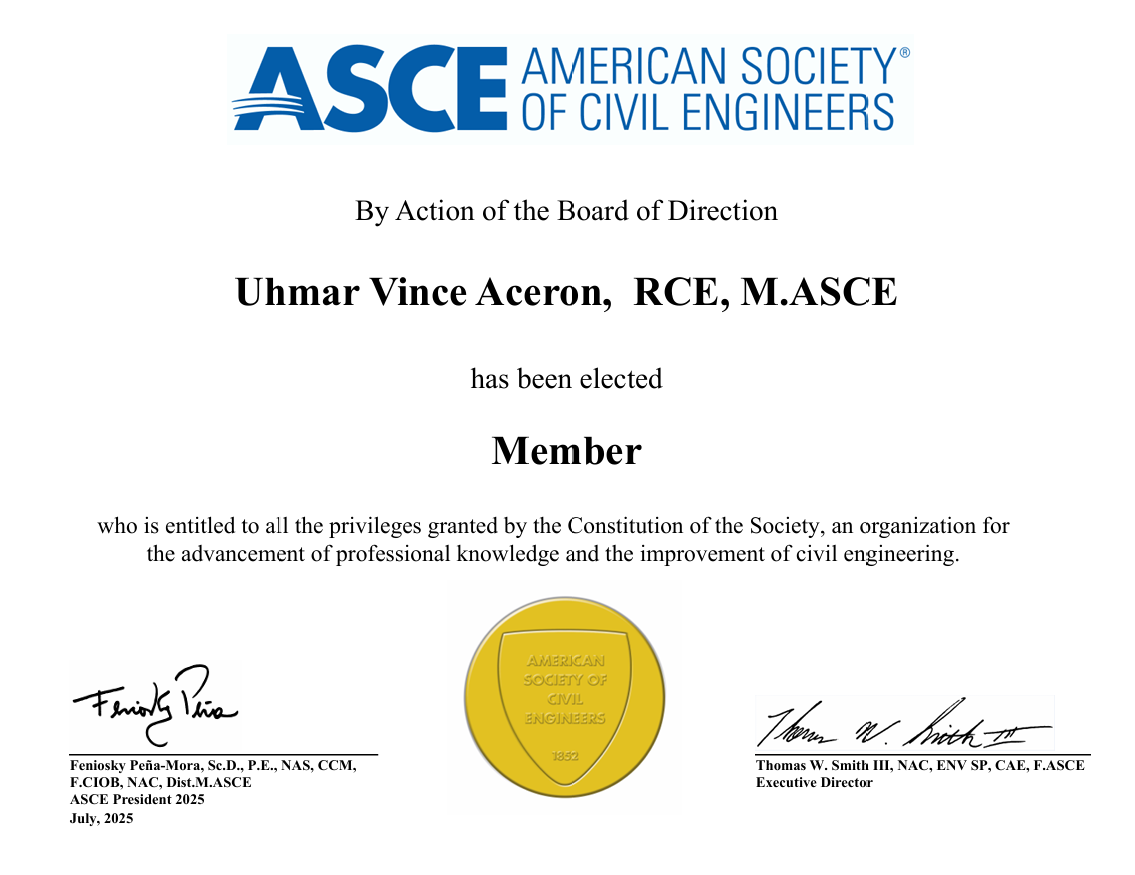 ASCE AMERICAN SOCIETY®
OF CIVIL ENGINEERS
By Action of the Board of Direction
Uhmar Vince Aceron, RCE, M.ASCE
has been elected
Member
who is entitled to all the privileges granted by the Constitution of the Society, an organization for
the advancement of professional knowledge and the improvement of civil engineering.
AMERICAN
SOCIETY OF
CIVIL
ENGINEERS
1852
Feniosky Peña
Feniosky Peña-Mora, Sc.D., P.E., NAS, CCM,
F.CIOB, NAC, Dist.M.ASCE
ASCE President 2025
July, 2025
Thomas W. Smith III
Thomas W. Smith III, NAC, ENV SP, CAE, F.ASCE
Executive Director